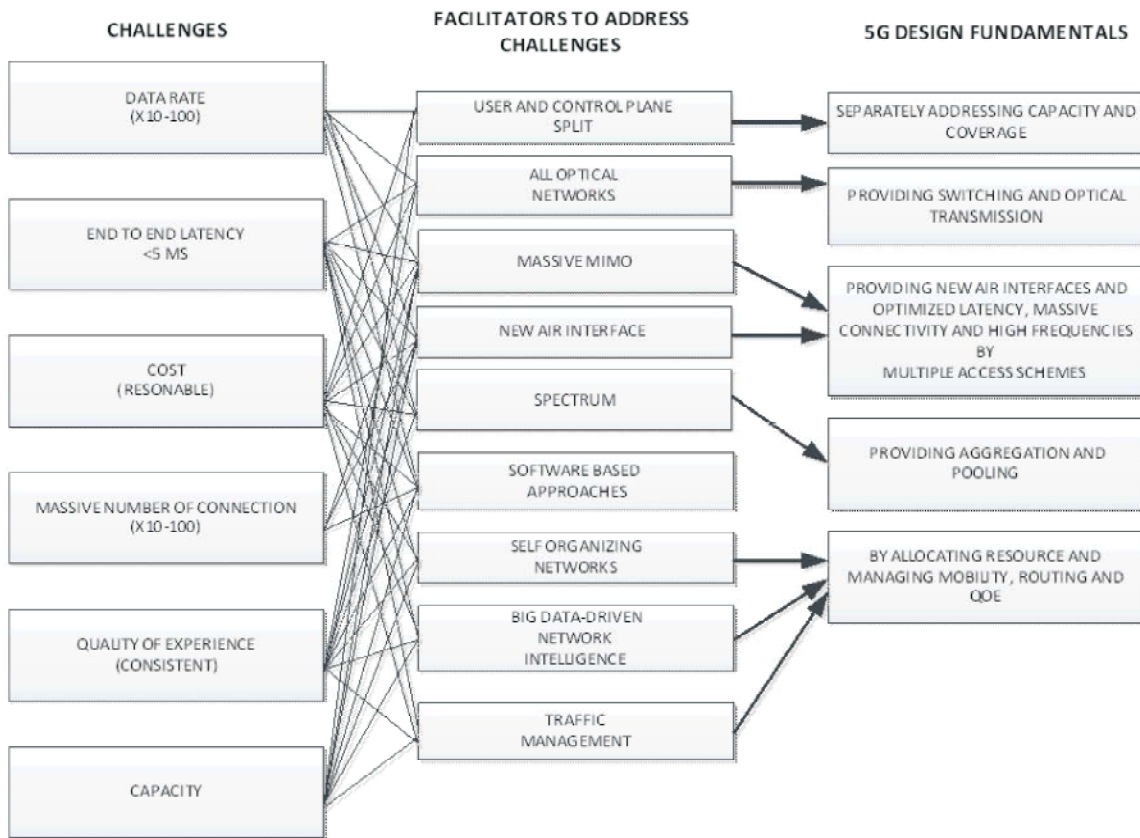 CHALLENGES
DATA RATE
(X10-100)
END TO END LATENCY
<5 MS
COST
(RESONABLE)
MASSIVE NUMBER OF CONNECTION
(X10-100)
QUALITY OF EXPERIENCE
(CONSISTENT)
CAPACITY
FACILITATORS TO ADDRESS
CHALLENGES
USER AND CONTROL PLANE
SPLIT
ALL OPTICAL
NETWORKS
MASSIVE MIMO
NEW AIR INTERFACE
SPECTRUM
SOFTWARE BASED
APPROACHES
SELF ORGANIZING
NETWORKS
BIG DATA-DRIVEN
NETWORK
INTELLIGENCE
TRAFFIC
MANAGEMENT
5G DESIGN FUNDAMENTALS
SEPARATELY ADDRESSING CAPACITY AND
COVERAGE
PROVIDING SWITCHING AND OPTICAL
TRANSMISSION
PROVIDING NEW AIR INTERFACES AND
OPTIMIZED LATENCY, MASSIVE
CONNECTIVITY AND HIGH FREQUENCIES
BY
MULTIPLE ACCESS SCHEMES
PROVIDING AGGREGATION AND
POOLING
BY ALLOCATING RESOURCE AND
MANAGING MOBILITY, ROUTING AND
QOE